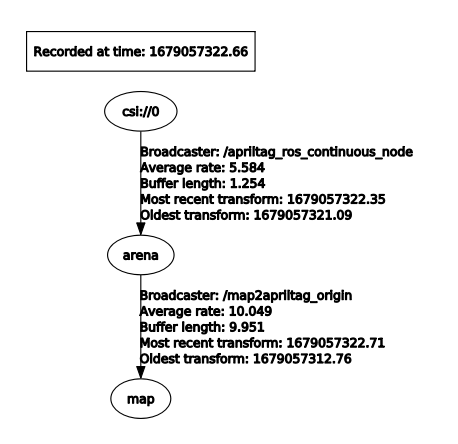 Recorded at time: 1679057322.66
csi://0
Broadcaster: /apriltag_ros_continuous_node
Average rate: 5.584
Buffer length: 1.254
Most recent transform: 1679057322.35
Oldest transform: 1679057321.09
arena
Broadcaster: /map2apriltag_origin
Average rate: 10.049
Buffer length: 9.951
Most recent transform: 1679057322.71
Oldest transform: 1679057312.76
map